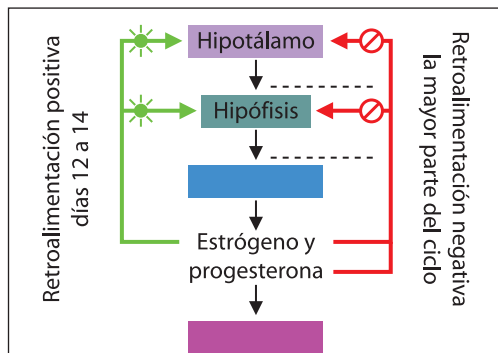 Retroalimentación positiva
días 12 a 14
Hipotálamo
Hipófisis
Estrógeno y
progesterona
Retroalimentación negativa
la mayor parte del ciclo